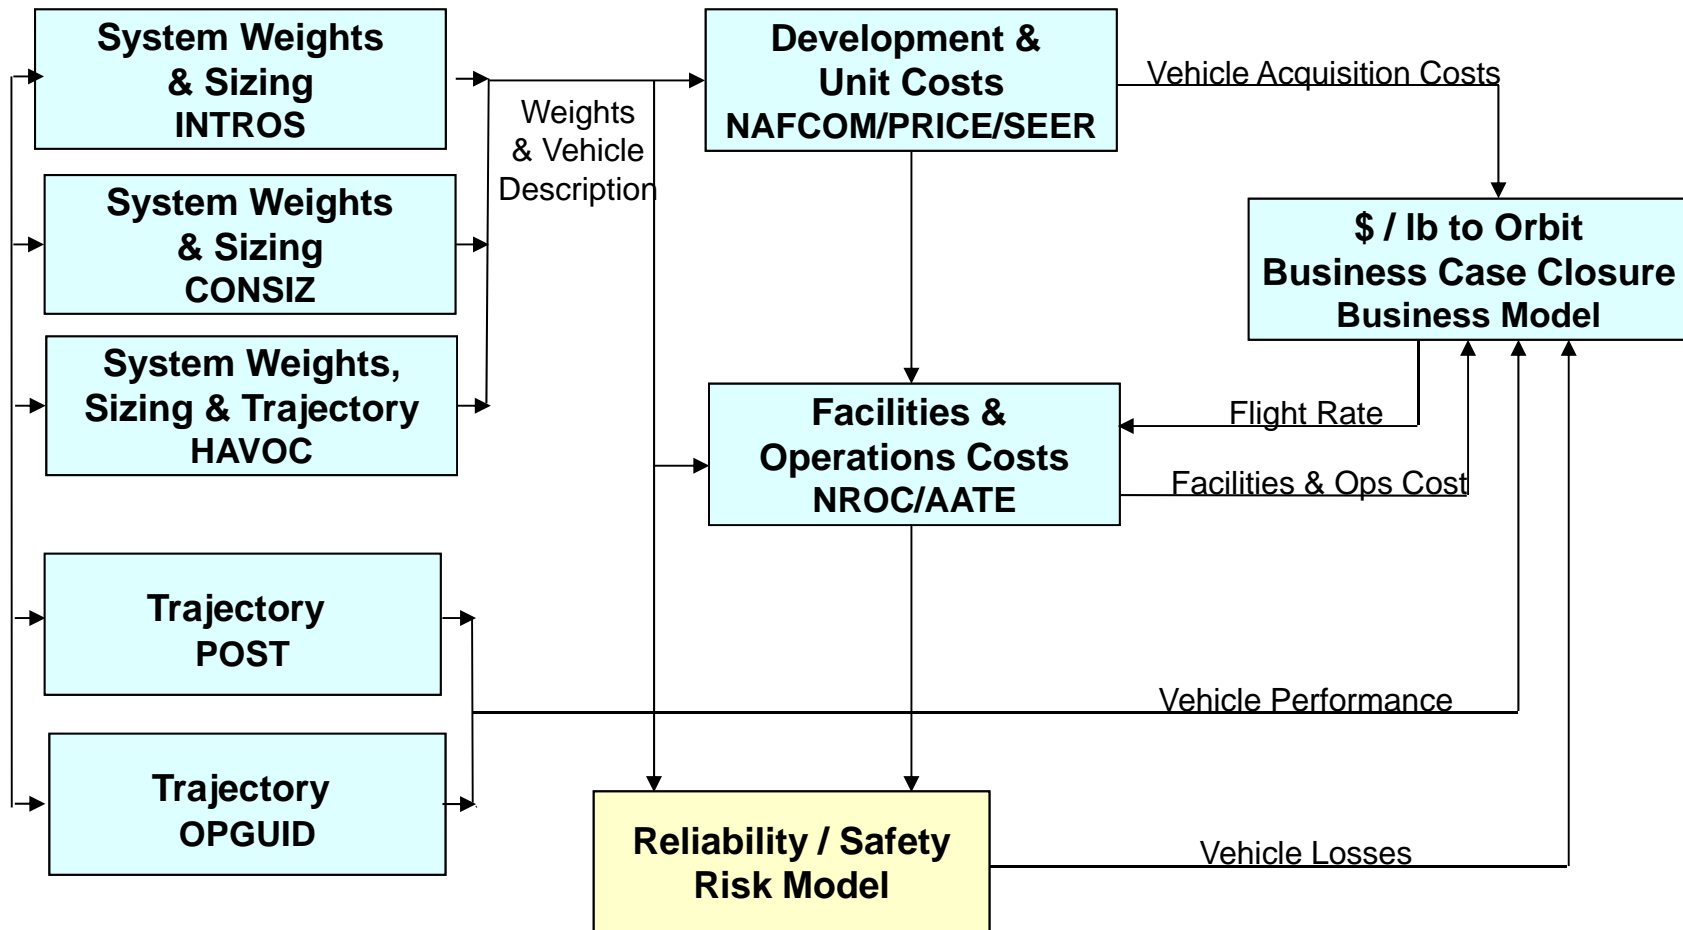 System Weights
& Sizing
INTROS
System Weights
& Sizing
CONSIZ
System Weights,
Sizing & Trajectory
HAVOC
Trajectory
POST
Trajectory
OPGUID
Weights
& Vehicle
Description
Development &
Unit Costs
NAFCOM/PRICE/SEER
Facilities &
Operations Costs
NROC/AATE
Reliability / Safety
Risk Model
Vehicle Acquisition Costs
$ / lb to Orbit
Business Case Closure
Business Model
Flight Rate
Facilities & Ops Cost
Vehicle Performance
Vehicle Losses